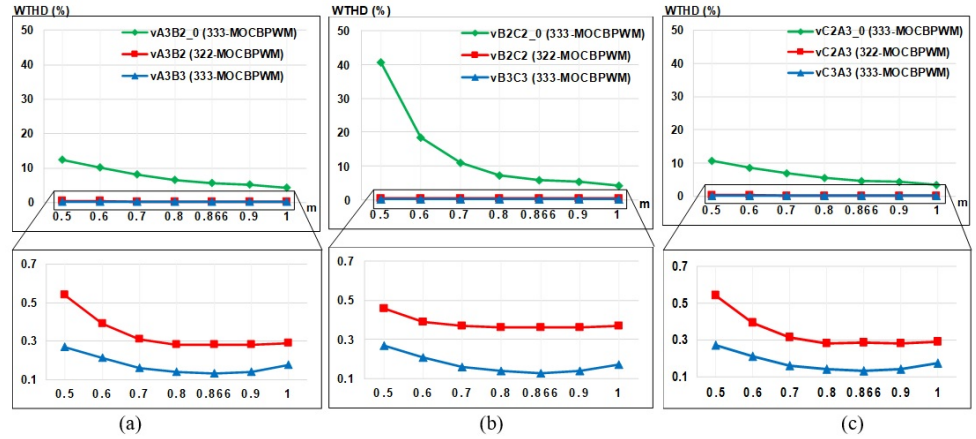 WTHD (%)
50
40
30
20
10
0
vA3B2_0 (333-MOCBPWM)
vA3B2 (322-MOCBPWM)
vA3B3 (333-MOCBPWM)
0.5 0.6 0.7 0.8 0.866 0.9 1
m
0.7
0.5
0.3
0.1
0.5 0.6 0.7 0.8 0.866 0.9 1
(a)
WTHD (%)
50
40
30
20
10
0
vB2C2_0 (333-MOCBPWM)
vB2C2 (322-MOCBPWM)
vB3C3 (333-MOCBPWM)
0.5 0.6 0.7 0.8 0.866 0.9 1
m
0.7
0.5
0.3
0.1
0.5 0.6 0.7 0.8 0.866 0.9 1
(b)
WTHD (%)
50
40
30
20
10
0
vC2A3_0 (333-MOCBPWM)
vC2A3 (322-MOCBPWM)
vC3A3 (333-MOCBPWM)
0.5 0.6 0.7 0.8 0.866 0.9 1
m
0.7
0.5
0.3
0.1
0.5 0.6 0.7 0.8 0.866 0.9 1
(c)